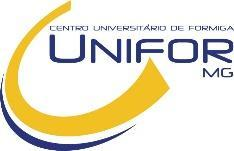 CENTRO UNIVERSITÁRIO DE FORMIGA
UNIFOR
MG